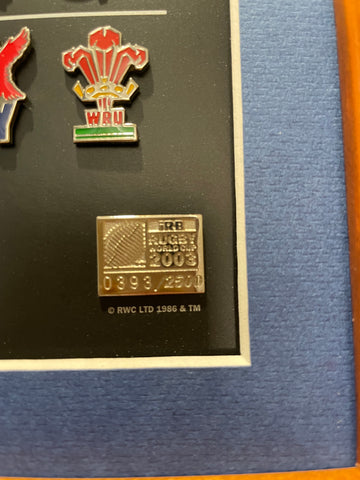 WRU
IRB
RUGBY
WORLD CUP
2003
0393/2500
© RWC LTD 1986 & TM